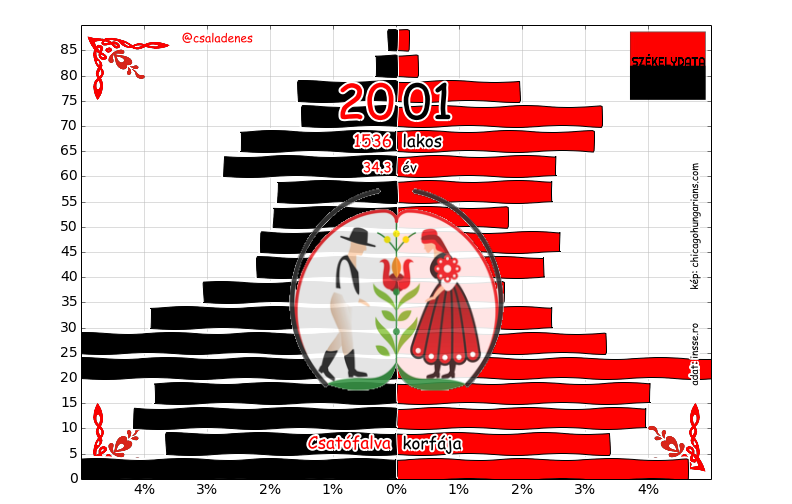 @csaladenes
SZÉKELYDATA
2001
1536 lakos
34.3 év
Csatófalva korfája
kép: chicagohungarians.com
adat: insse.ro
85
80
75
70
65
60
55
50
45
40
35
30
25
20
15
10
5
0
4% 3% 2% 1% 0% 1% 2% 3% 4%